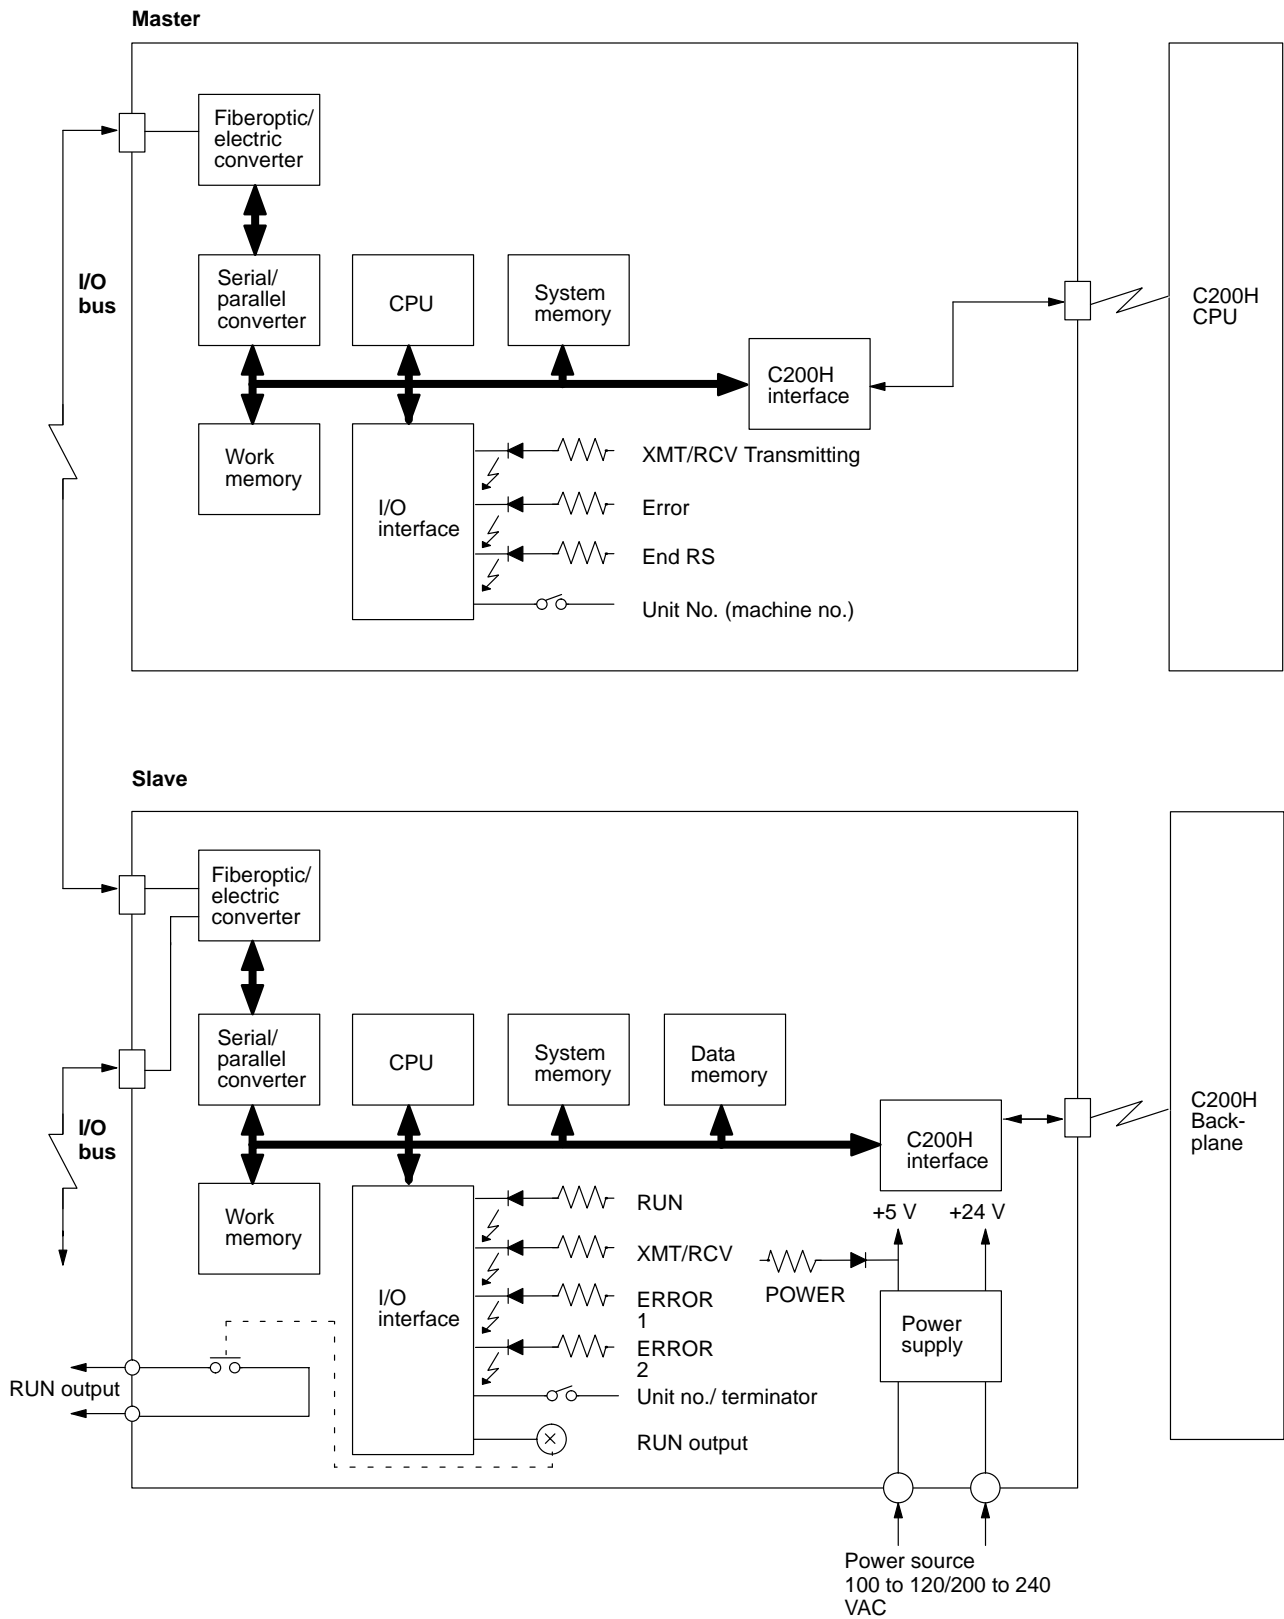 Master
Fiberoptic/
electric
converter
I/O
bus
Serial/
parallel
converter
CPU
System
memory
C200H
interface
C200H
CPU
Work
memory
I/O
interface
XMT/RCV Transmitting
Error
End RS
Unit No. (machine no.)
Slave
Fiberoptic/
electric
converter
Serial/
parallel
converter
CPU
System
memory
Data
memory
I/O
bus
C200H
interface
C200H
Back-
plane
Work
memory
I/O
interface
RUN
XMT/RCV
ERROR
1
ERROR
2
Unit no./ terminator
RUN output
+5 V
+24 V
POWER
Power
supply
RUN output
Power source
100 to 120/200 to 240
VAC